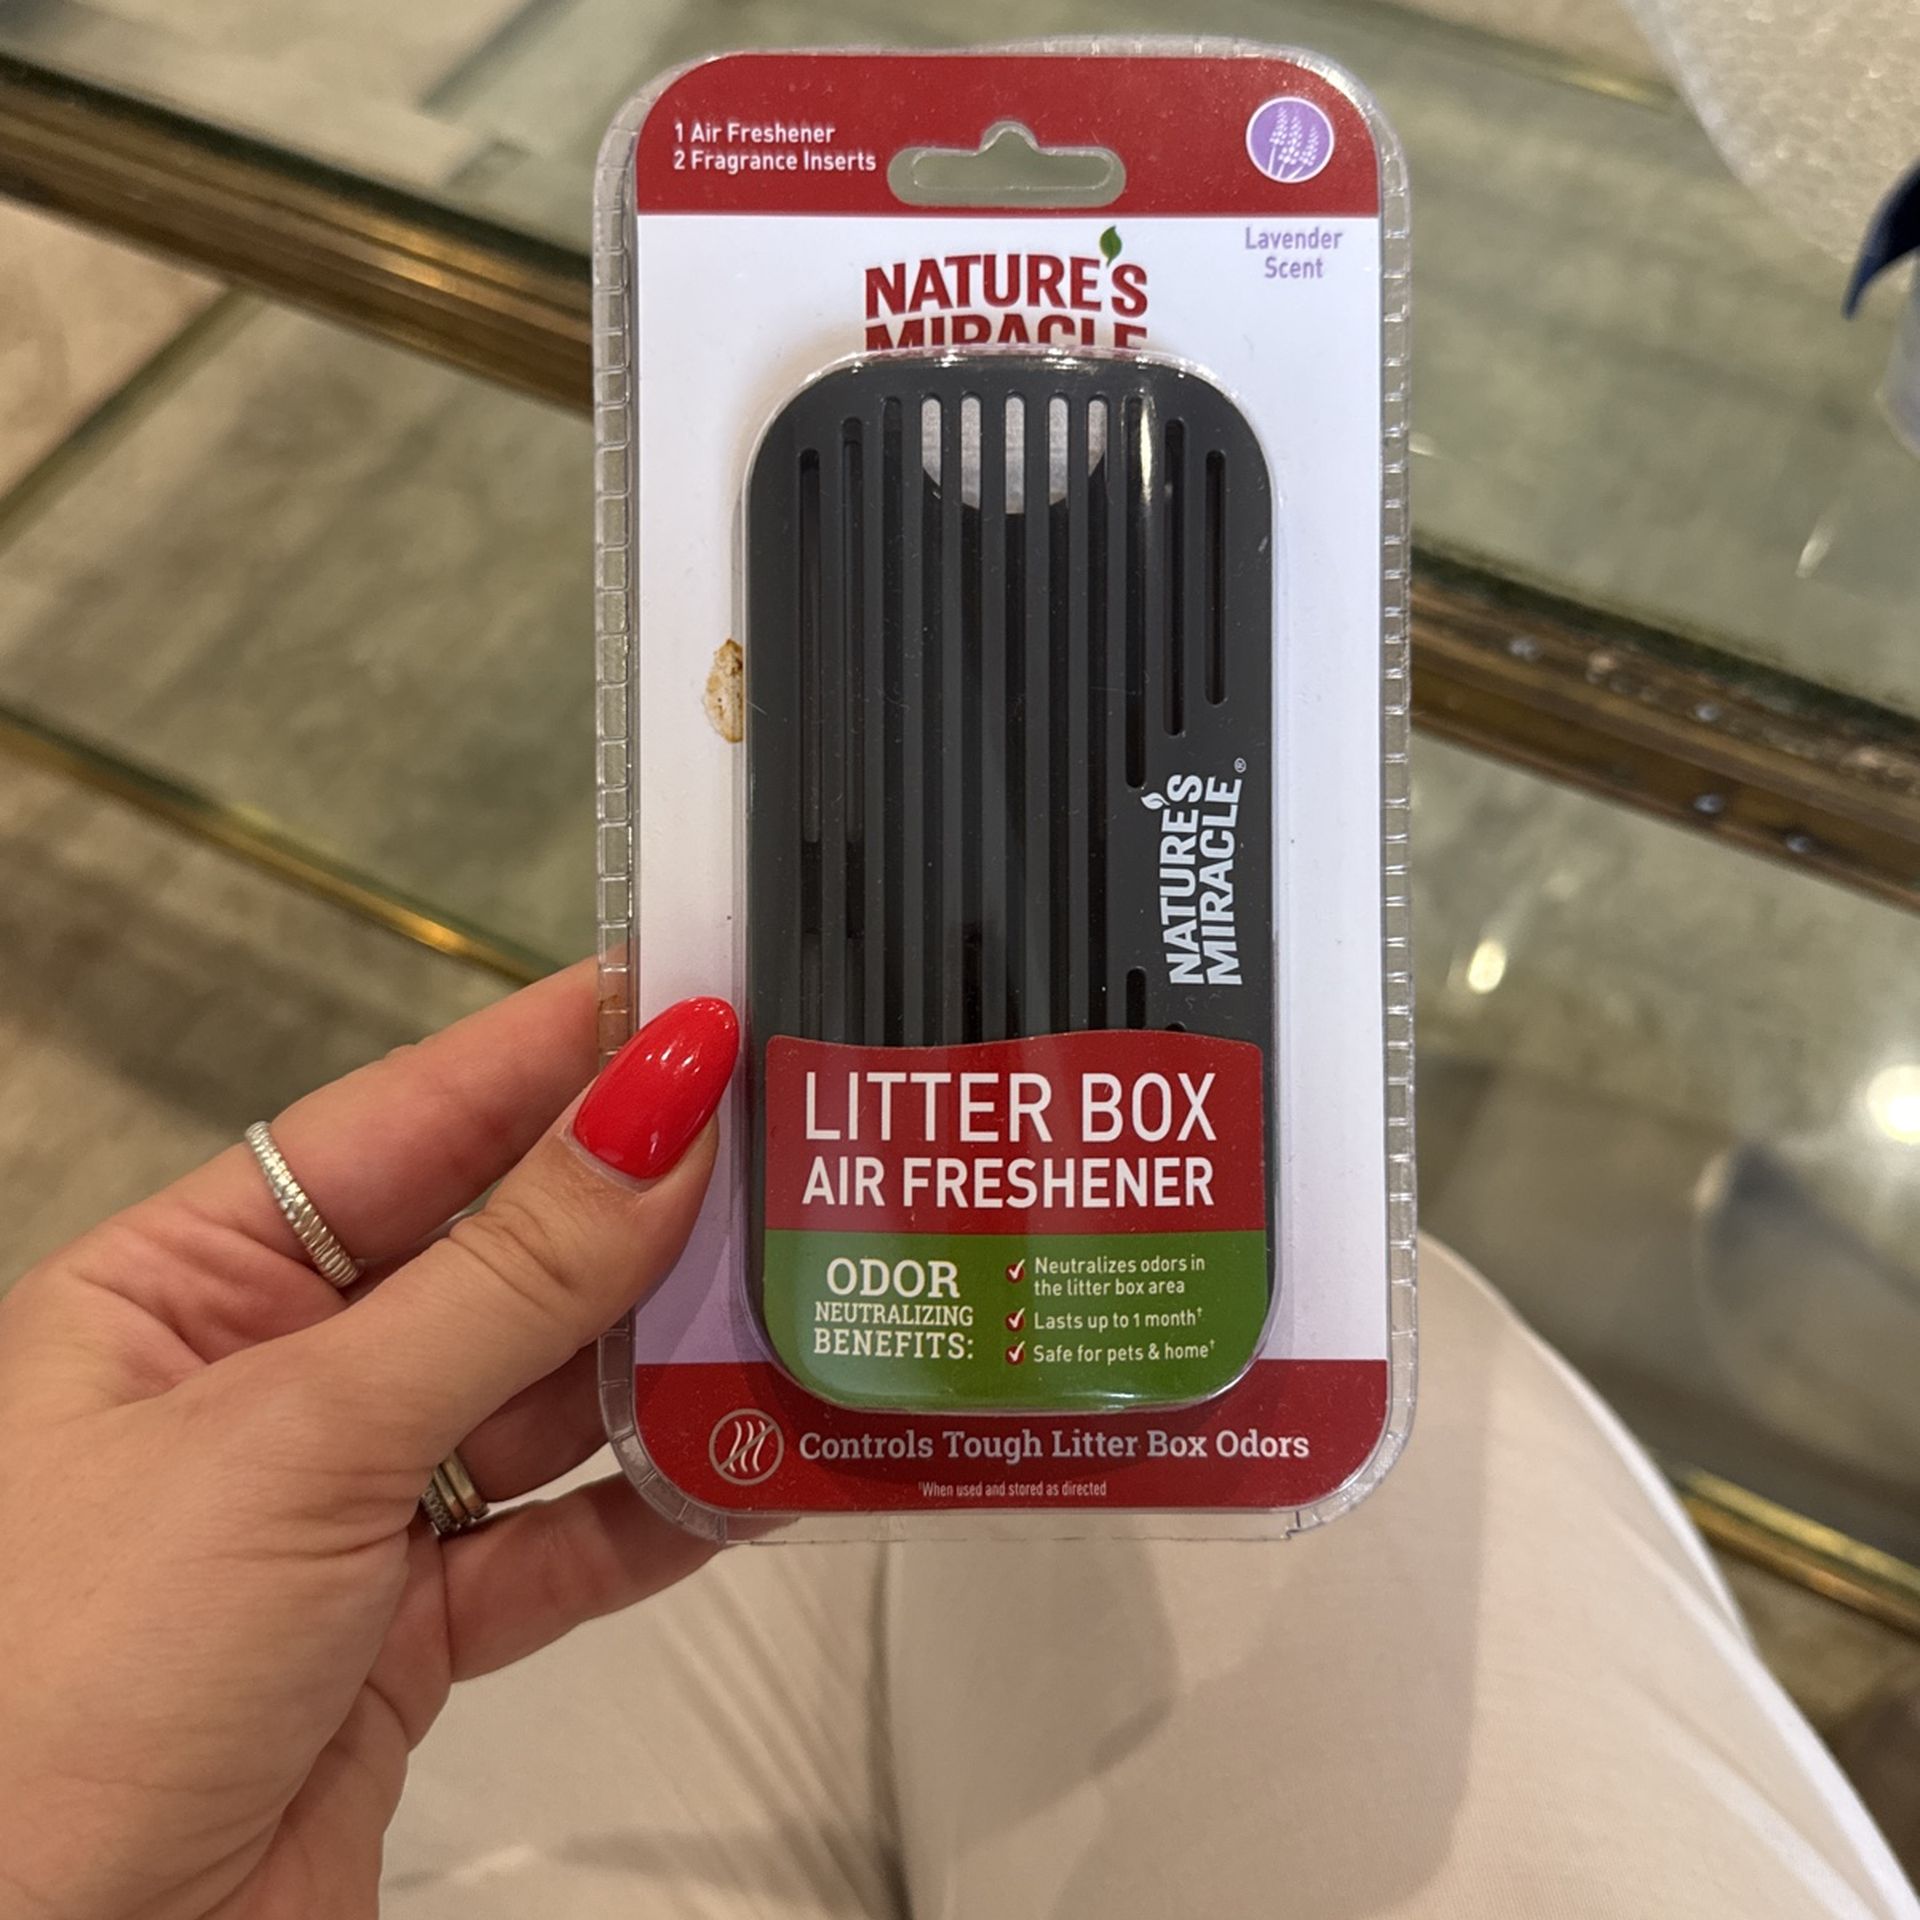 1 Air Freshener
2 Fragrance Inserts
Lavender
Scent
NATURE'S
MIRACLE
NATURE'S
MIRACLE®
LITTER BOX
AIR FRESHENER
ODOR
NEUTRALIZING
BENEFITS:
Neutralizes odors in
the litter box area
Lasts up to 1 month†
Safe for pets & home†
Controls Tough Litter Box Odors
†When used and stored as directed